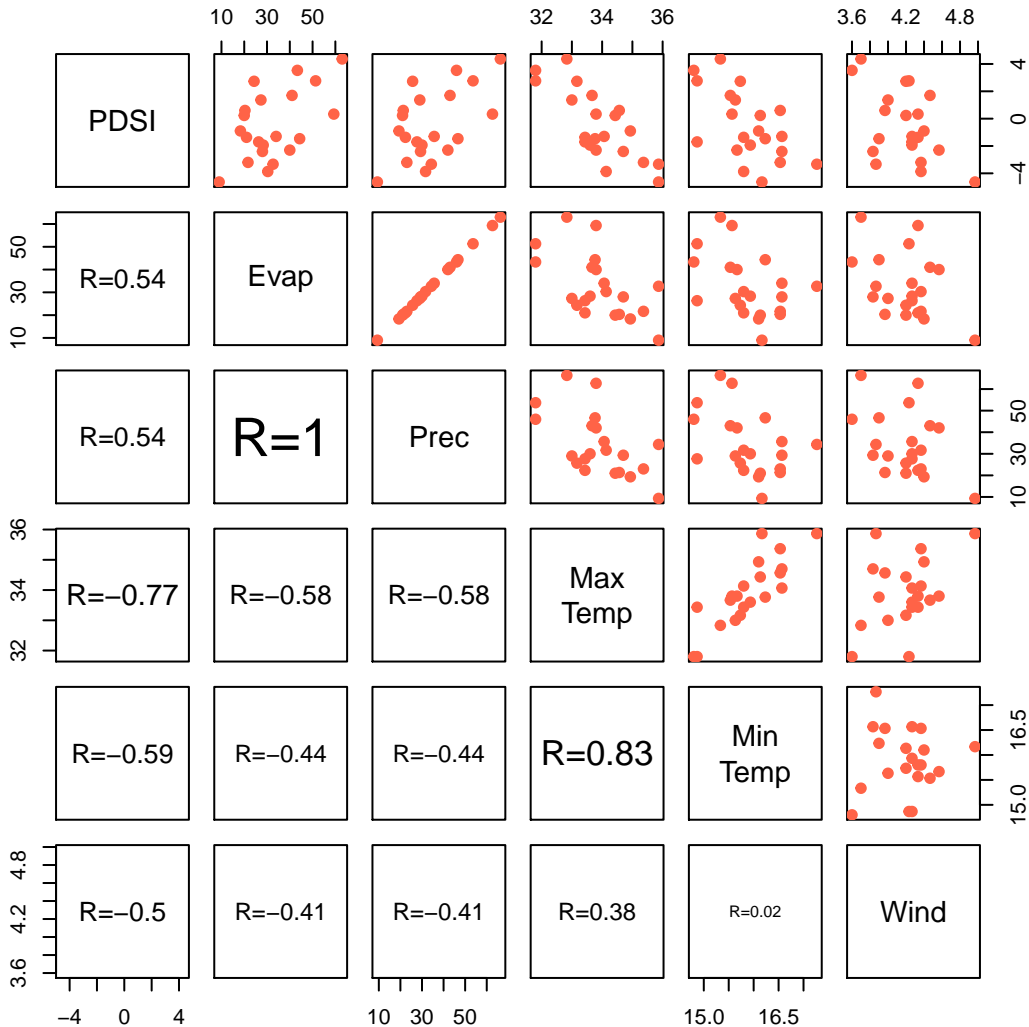 10 30 50
32 34 36
3.6 4.2 4.8
PDSI
−4 0 4
10 30 50
R=0.54
Evap
R=0.54
R=1
Prec
10 30 50
32 34 36
R=−0.77
R=−0.58
R=−0.58
Max
Temp
R=−0.59
R=−0.44
R=−0.44
R=0.83
Min
Temp
15.0 16.5
3.6 4.2 4.8
R=−0.5
R=−0.41
R=−0.41
R=0.38
R=0.02
Wind
−4 0 4
10 30 50
15.0 16.5